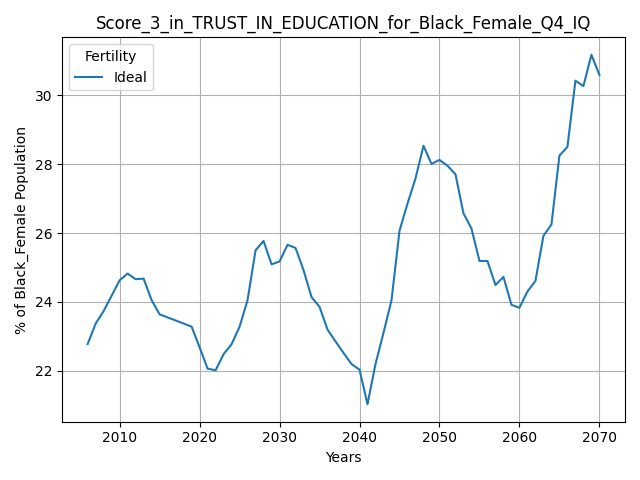 Score_3_in_TRUST_IN_EDUCATION_for_Black_Female_Q4_IQ
Fertility
Ideal
% of Black_Female Population
30
28
26
24
22
2010 2020 2030 2040 2050 2060 2070
Years